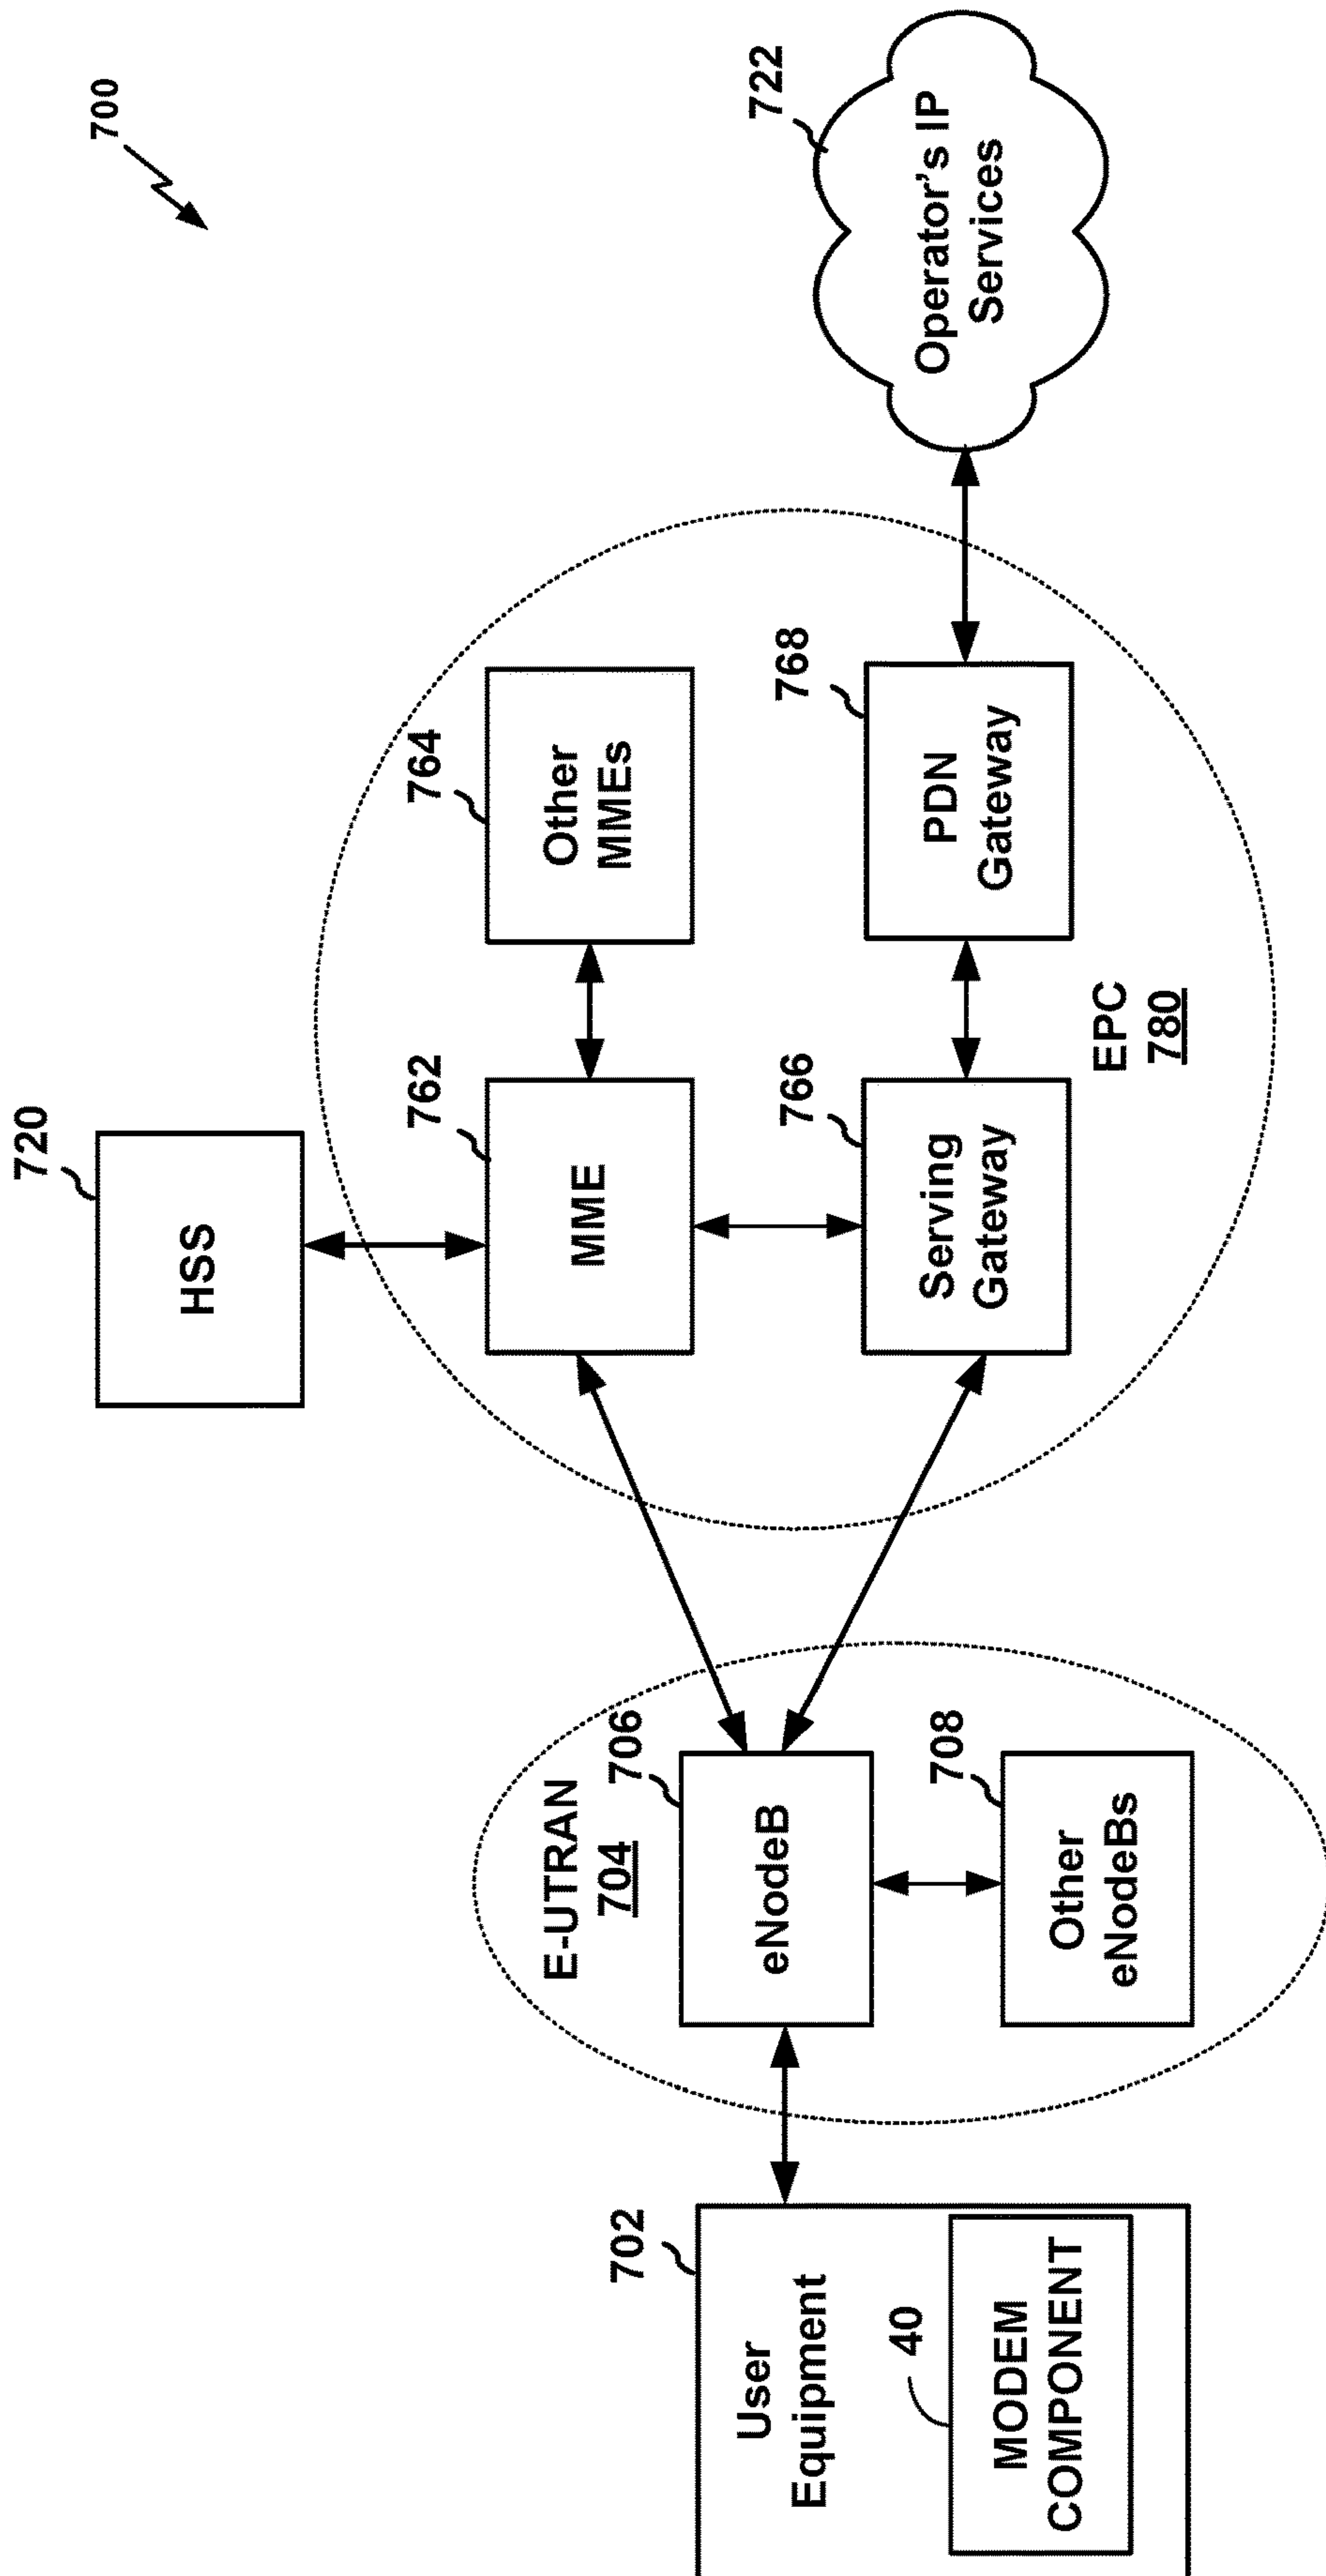 700
720
HSS
762
MME
764
Other
MMEs
722
Operator's IP
Services
702
User
Equipment
40
MODEM
COMPONENT
E-UTRAN
704
706
eNodeB
708
Other
eNodeBs
766
Serving
Gateway
768
PDN
Gateway
EPC
780